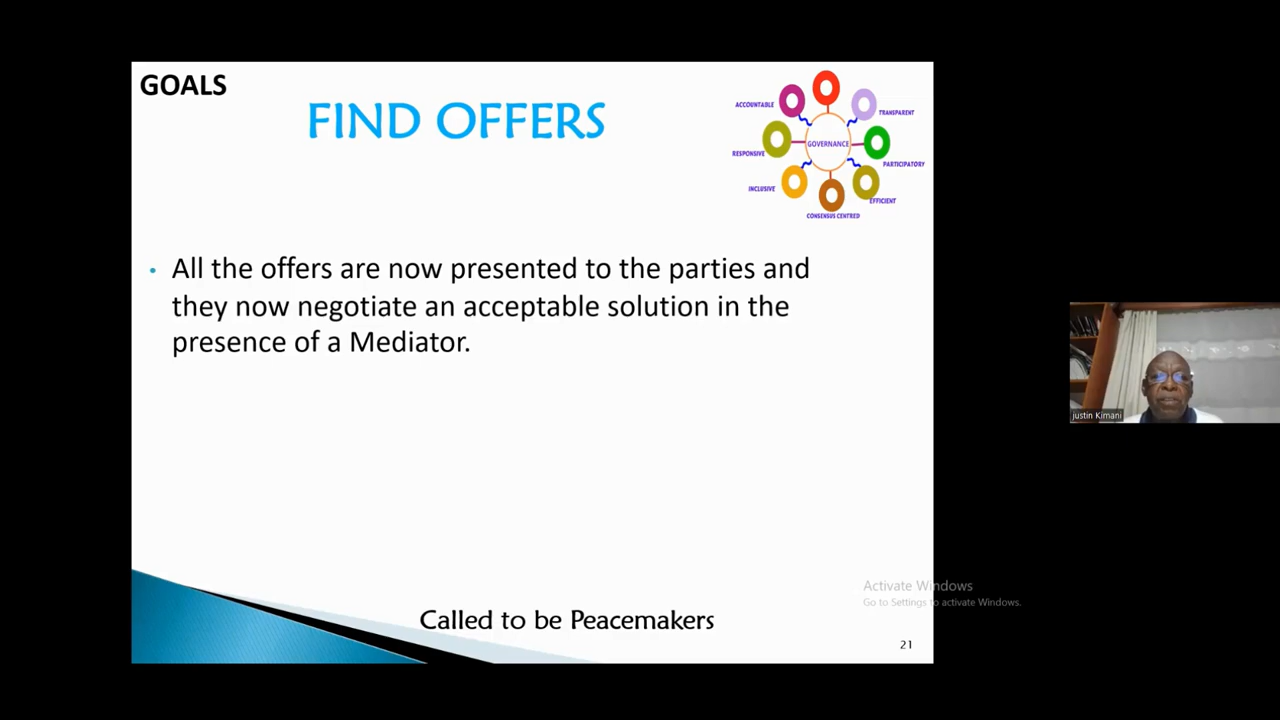 GOALS
FIND OFFERS
ACCOUNTABLE
TRANSPARENT
GOVERNANCE
RESPONSIVE
PARTICIPATORY
INCLUSIVE
EFFICIENT
CONSENSUS CENTRED
• All the offers are now presented to the parties and
they now negotiate an acceptable solution in the
presence of a Mediator.
justin Kimani
Activate Windows
Go to Settings to activate Windows.
Called to be Peacemakers
21